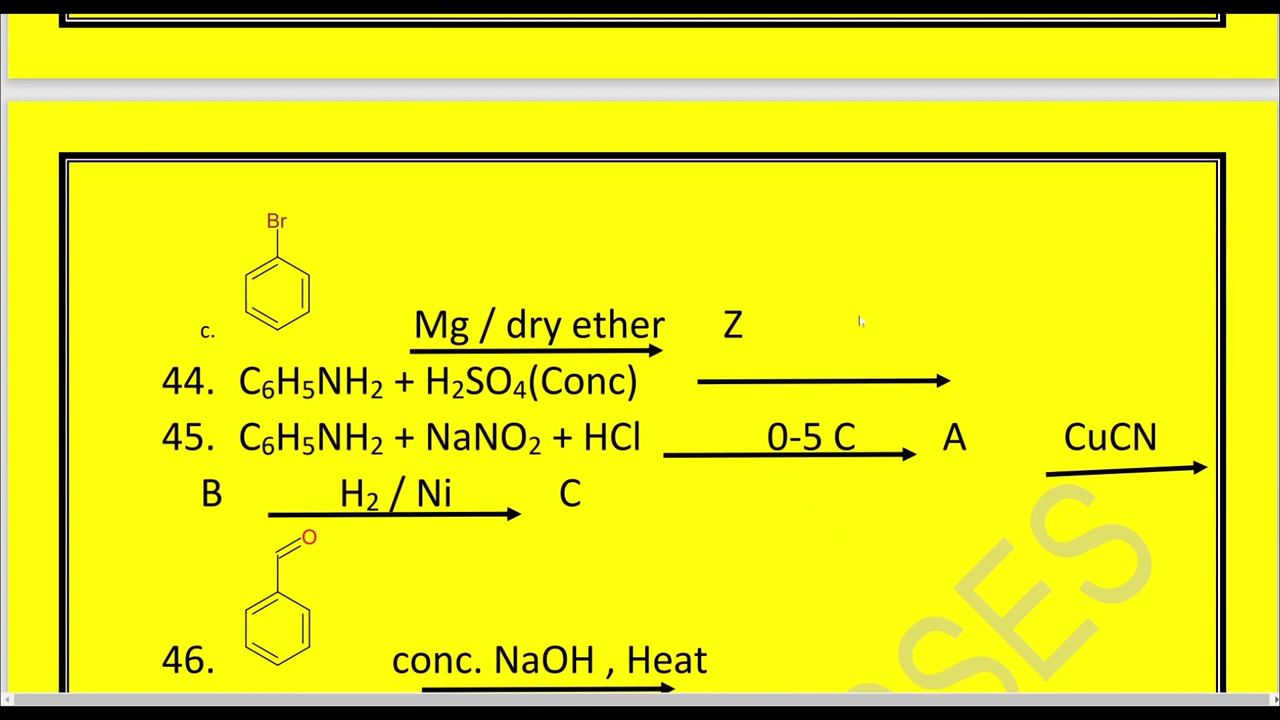 Br
c. Mg / dry ether Z
44. C₆H₅NH₂ + H₂SO₄(Conc)
45. C₆H₅NH₂ + NaNO₂ + HCl 0-5 C A CuCN
B H₂ / Ni C
O
46. conc. NaOH , Heat